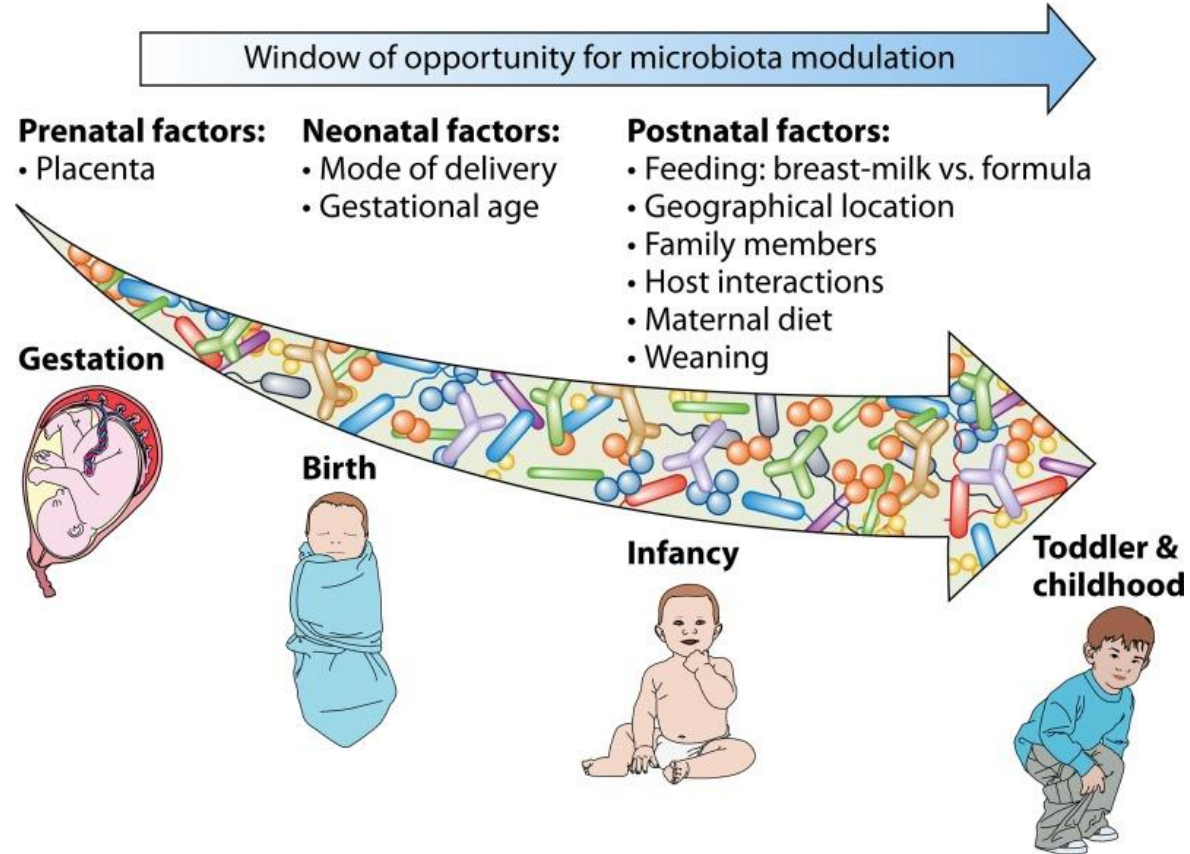 Window of opportunity for microbiota modulation
Prenatal factors:
• Placenta
Neonatal factors:
• Mode of delivery
• Gestational age
Postnatal factors:
• Feeding: breast-milk vs. formula
• Geographical location
• Family members
• Host interactions
• Maternal diet
• Weaning
Gestation
Birth
Infancy
Toddler &
childhood